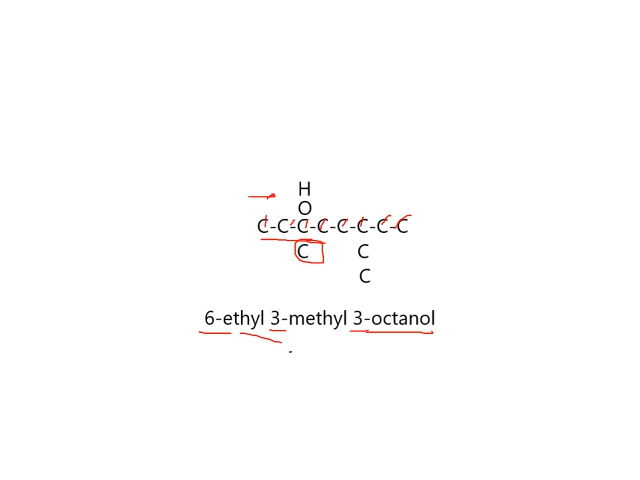 H
O
C-C-C-C-C-C-C-C
C C
C
6-ethyl 3-methyl 3-octanol